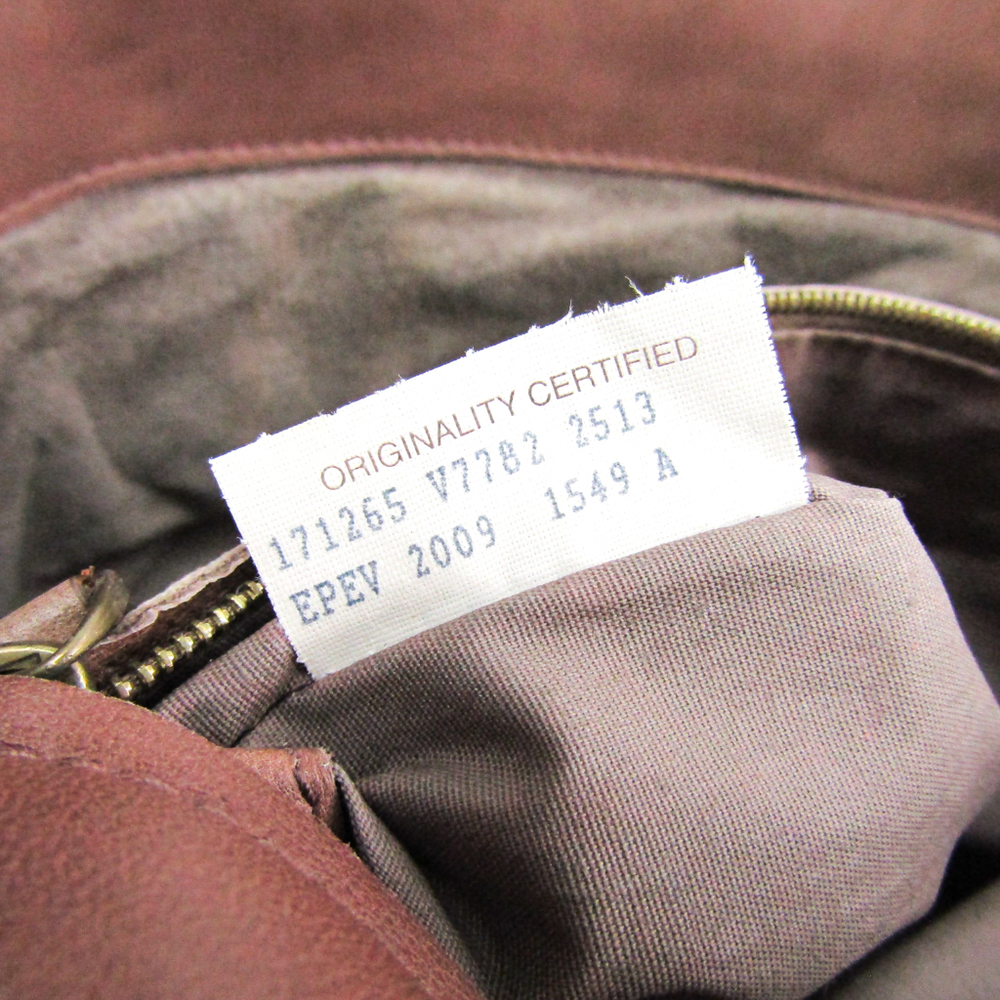 ORIGINALITY CERTIFIED
171265 V7782 2513
EPEV 2009 1549 A